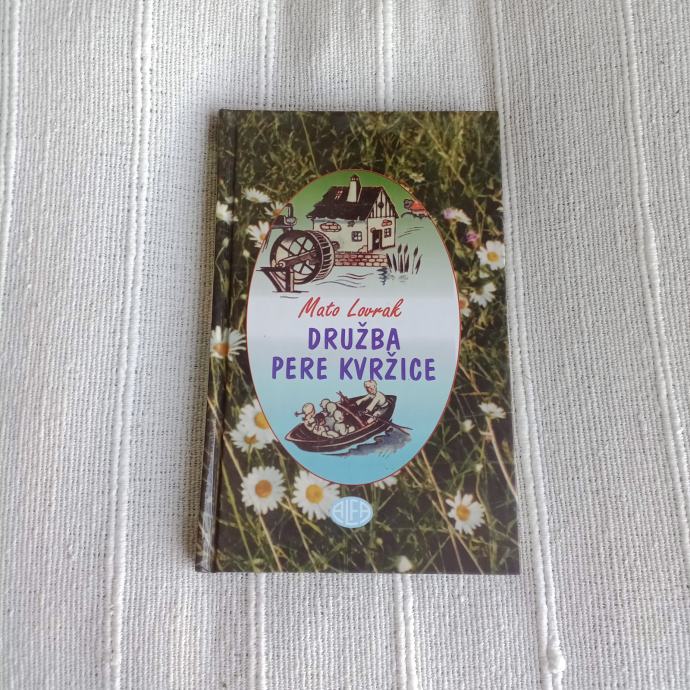 Mato Lovrak
DRUŽBA
PERE KVRŽICE
ALFA